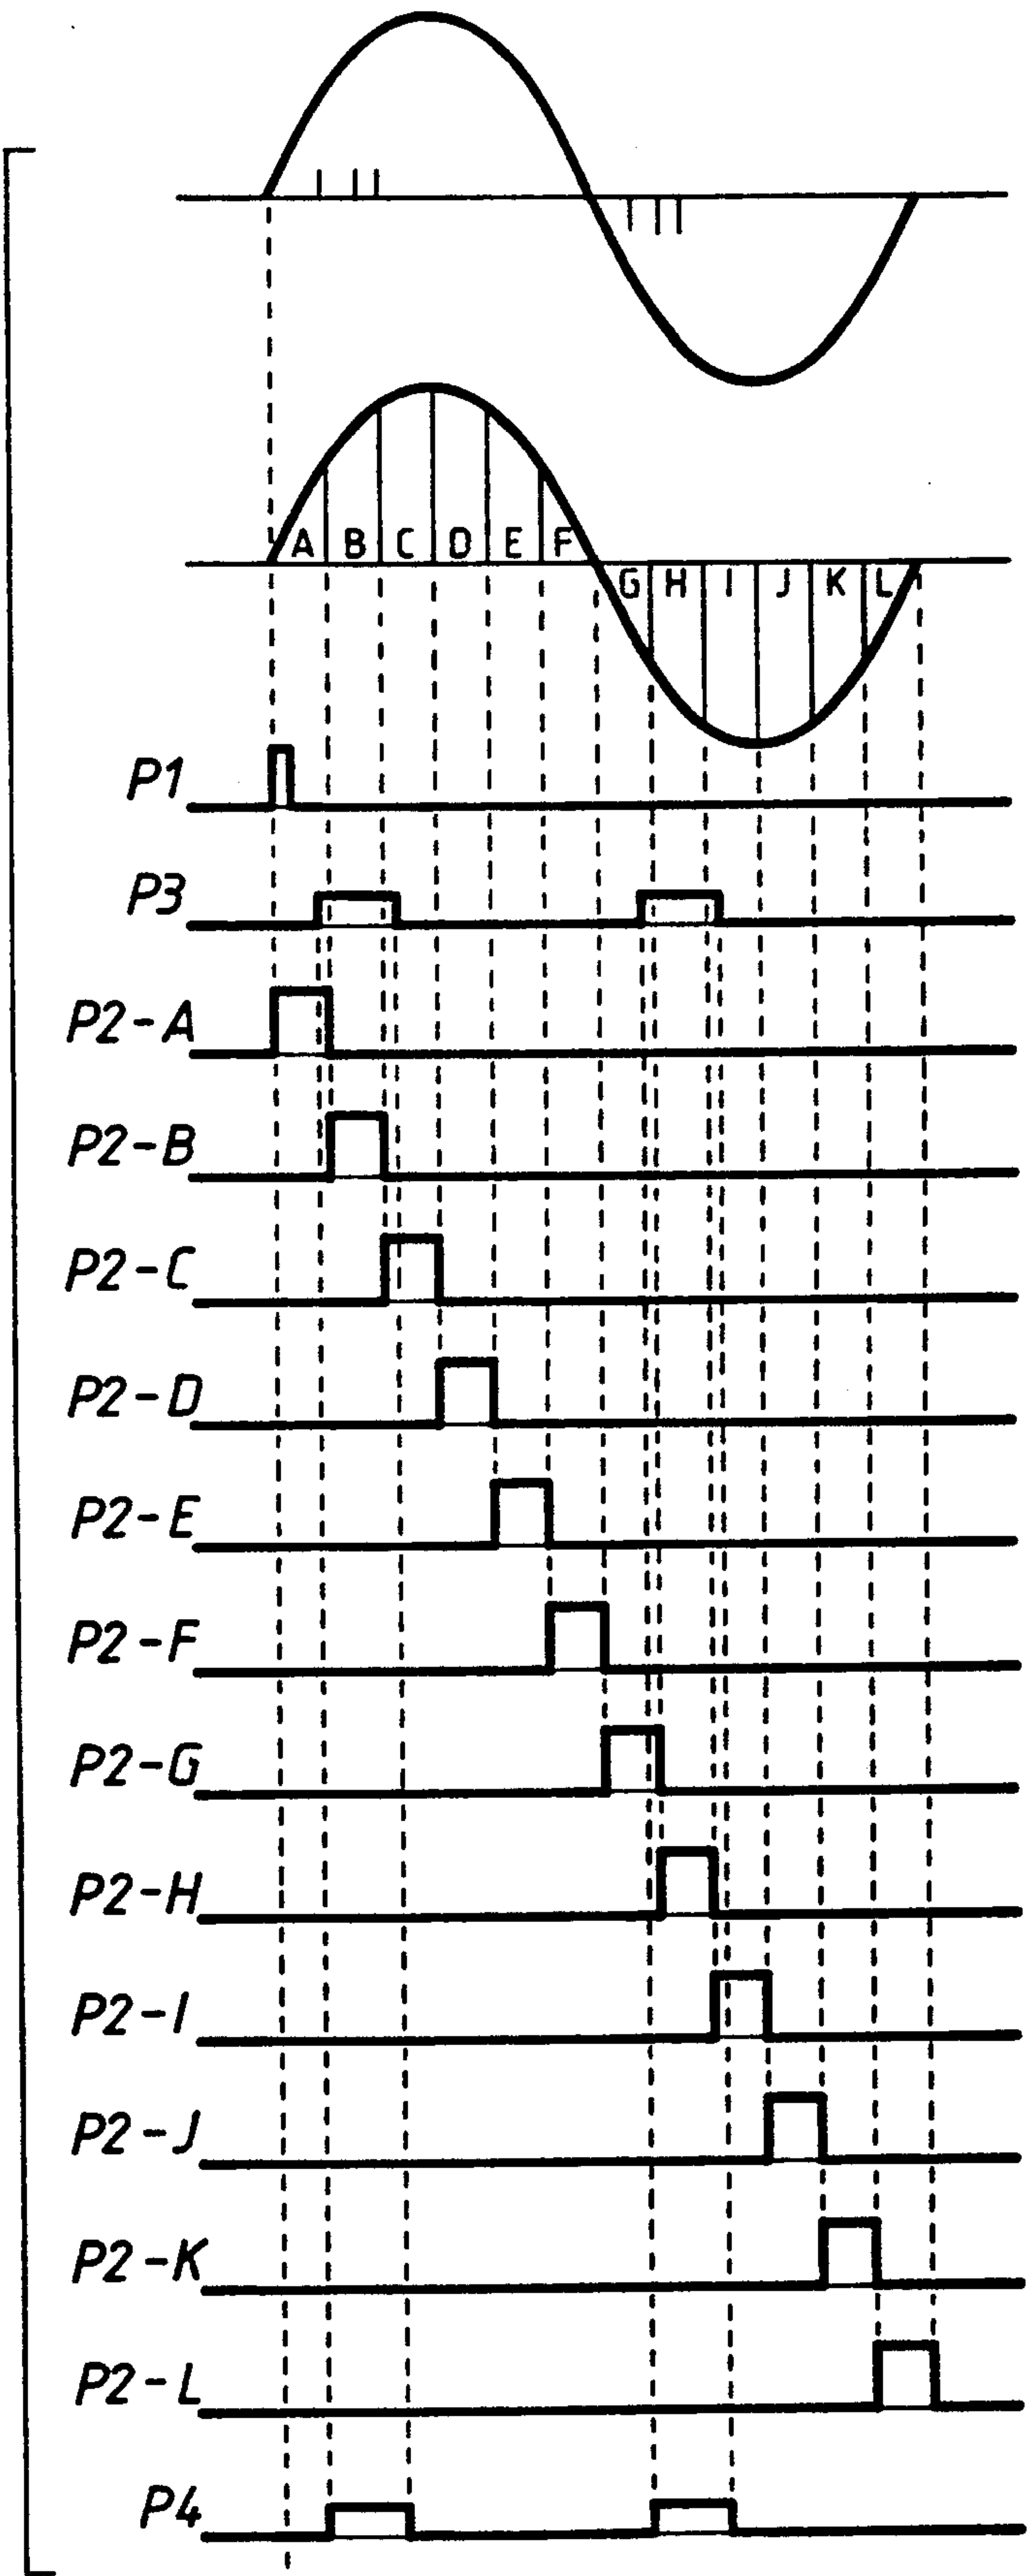 A B C D E F
G H I J K L
P1
P3
P2-A
P2-B
P2-C
P2-D
P2-E
P2-F
P2-G
P2-H
P2-I
P2-J
P2-K
P2-L
P4